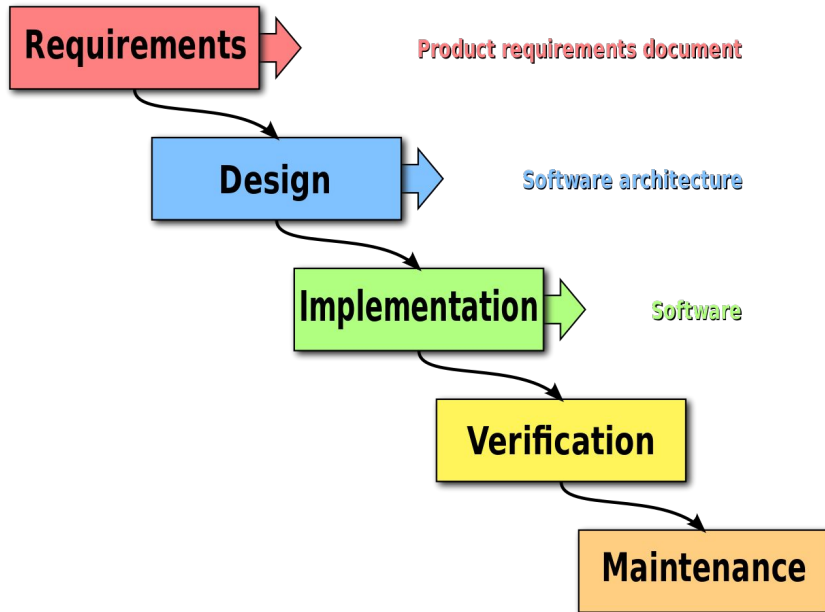 Requirements
Product requirements document
Design
Software architecture
Implementation
Software
Verification
Maintenance